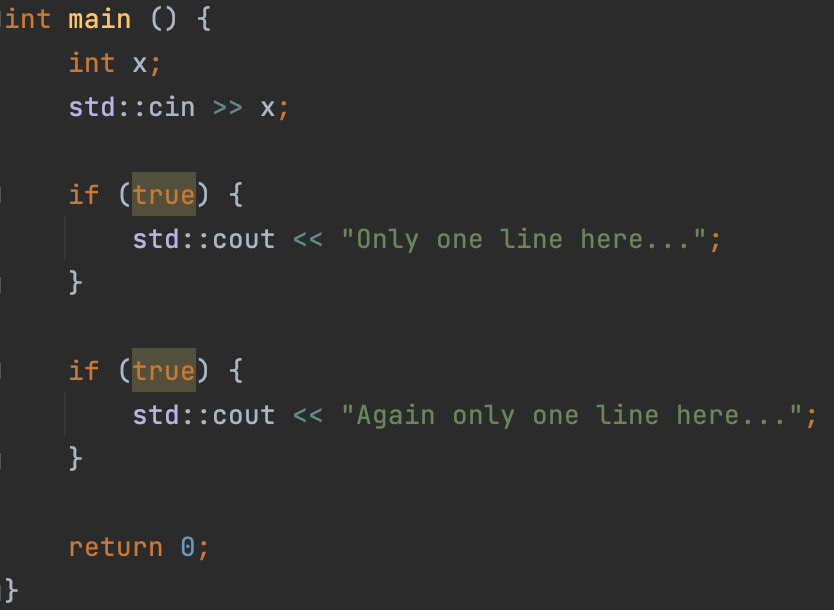 int main () {
    int x;
    std::cin >> x;
    if (true) {
        std::cout << "Only one line here...";
    }
    if (true) {
        std::cout << "Again only one line here...";
    }
    return 0;
}